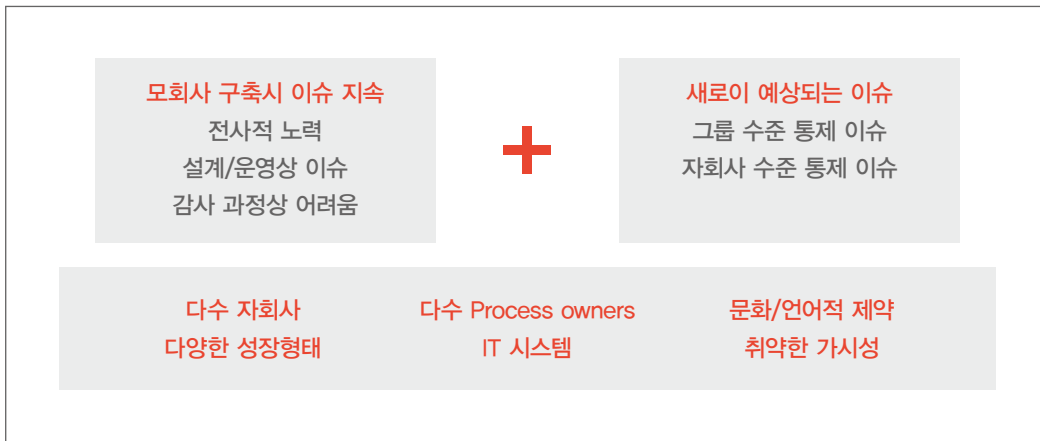 모회사 구축시 이슈 지속
전사적 노력
설계/운영상 이슈
감사 과정상 어려움
+
새로이 예상되는 이슈
그룹 수준 통제 이슈
자회사 수준 통제 이슈
다수 자회사
다양한 성장형태
다수 Process owners
IT 시스템
문화/언어적 제약
취약한 가시성